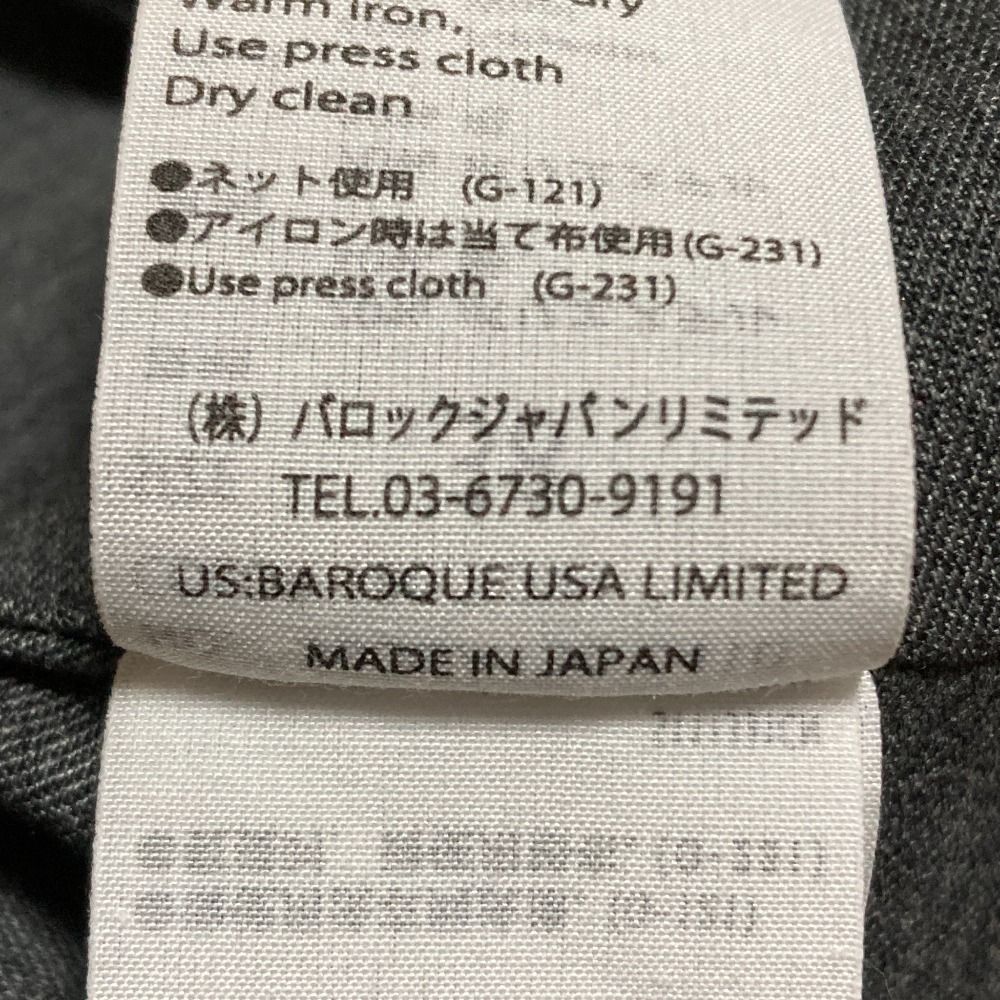 Warm iron,
Use press cloth
Dry clean
●ネット使用 (G-121)
●アイロン時は当て布使用(G-231)
●Use press cloth (G-231)
(株) バロックジャパンリミテッド
TEL.03-6730-9191
US:BAROQUE USA LIMITED
MADE IN JAPAN